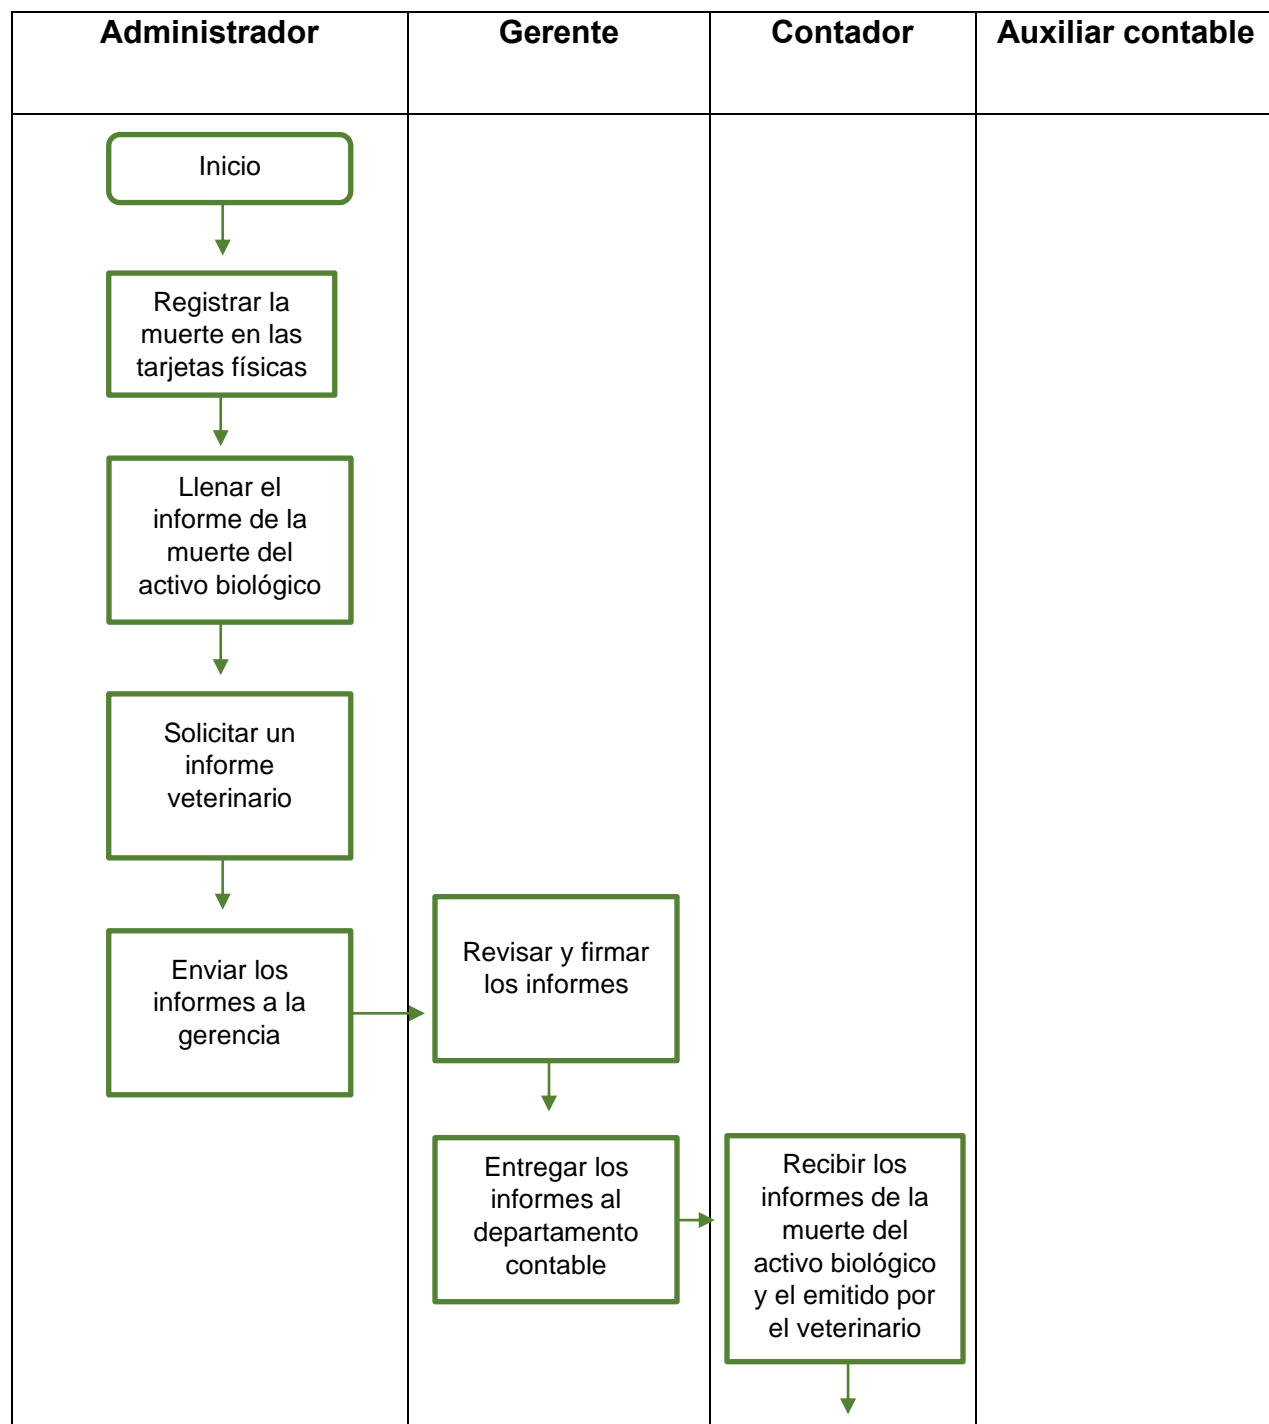 Administrador
Gerente
Contador
Auxiliar contable
Inicio
Registrar la
muerte en las
tarjetas físicas
Llenar el
informe de la
muerte del
activo biológico
Solicitar un
informe
veterinario
Enviar los
informes a la
gerencia
Revisar y firmar
los informes
Entregar los
informes al
departamento
contable
Recibir los
informes de la
muerte del
activo biológico
y el emitido por
el veterinario